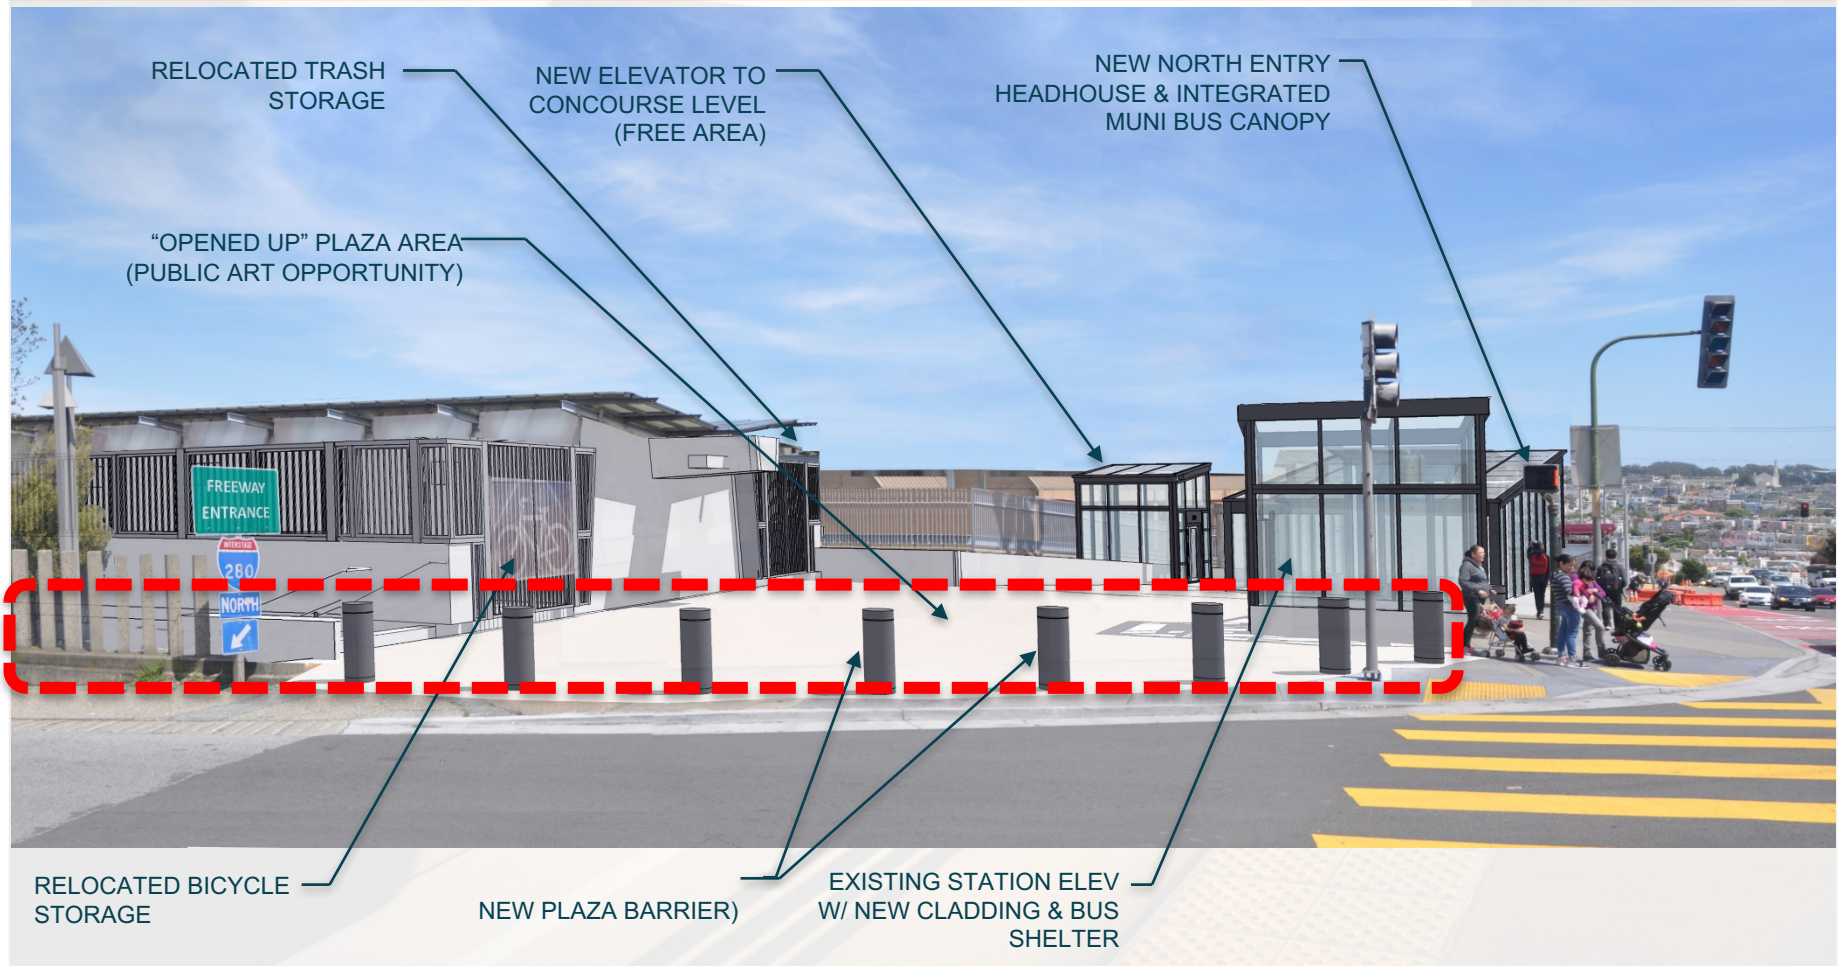 RELOCATED TRASH
STORAGE
NEW ELEVATOR TO
CONCOURSE LEVEL
(FREE AREA)
NEW NORTH ENTRY
HEADHOUSE & INTEGRATED
MUNI BUS CANOPY
“OPENED UP” PLAZA AREA
(PUBLIC ART OPPORTUNITY)
FREEWAY
ENTRANCE
INTERSTATE
280
NORTH
RELOCATED BICYCLE
STORAGE
NEW PLAZA BARRIER)
EXISTING STATION ELEV
W/ NEW CLADDING & BUS
SHELTER